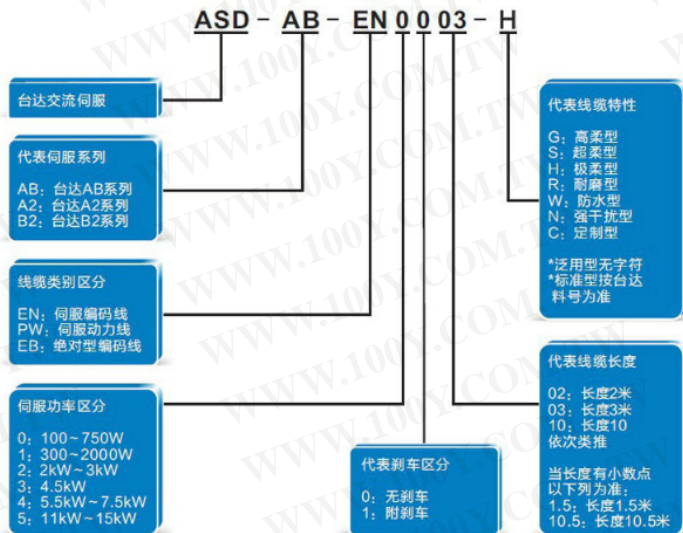 ASD-AB-EN0003-H
台达交流伺服
代表伺服系列
AB：台达AB系列
A2：台达A2系列
B2：台达B2系列
线缆类别区分
EN：伺服编码线
PW：伺服动力线
EB：绝对型编码线
伺服功率区分
0：100~750W
1：300~2000W
2：2kW~3kW
3：4.5kW
4：5.5kW~7.5kW
5：11kW~15kW
代表刹车区分
0：无刹车
1：附刹车
代表线缆特性
G：高柔型
S：超柔型
H：极柔型
R：耐磨型
W：防水型
N：强干扰型
C：定制型
*泛用型无字符
*标准型按台达
料号为准
代表线缆长度
02：长度2米
03：长度3米
10：长度10
依次类推
当长度有小数点
以下列为准：
1.5：长度1.5米
10.5：长度10.5米
WWW.100Y.COM.TW